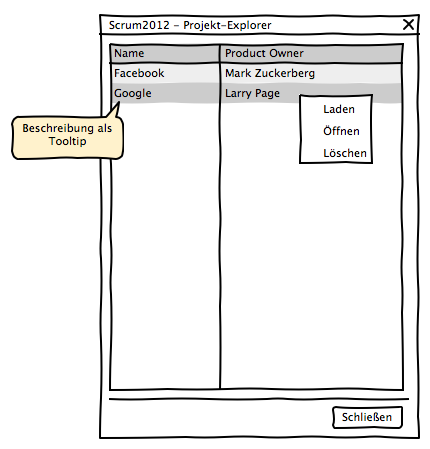 Scrum2012 - Projekt-Explorer
Name Product Owner
Facebook Mark Zuckerberg
Google Larry Page
Beschreibung als
Tooltip
Laden
Öffnen
Löschen
Schließen